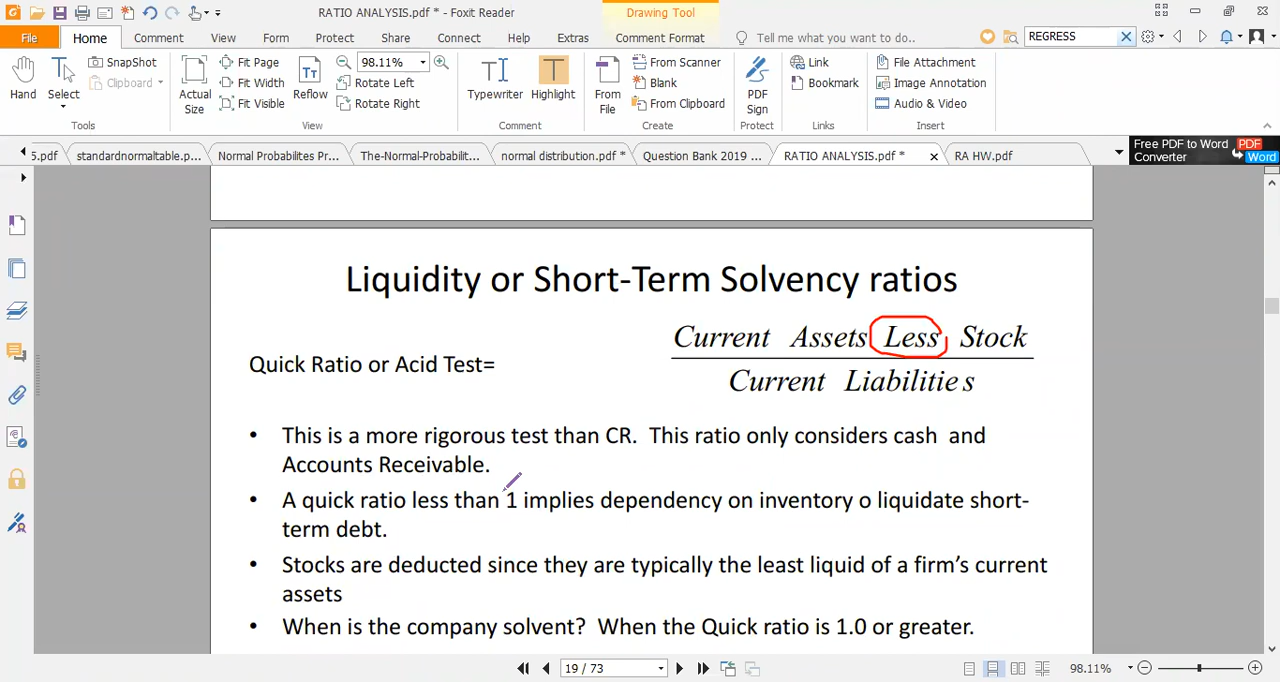 RATIO ANALYSIS.pdf * - Foxit Reader
Drawing Tool
File Home Comment View Form Protect Share Connect Help Extras Comment Format Tell me what you want to do.. REGRESS
Hand
Select
SnapShot
Clipboard
Actual Size
Fit Page
Fit Width
Fit Visible
Reflow
98.11%
Rotate Left
Rotate Right
Typewriter
Highlight
From File
From Scanner
Blank
From Clipboard
PDF Sign
Link
Bookmark
File Attachment
Image Annotation
Audio & Video
Tools View Comment Create Protect Links Insert
5.pdf standardnormaltable.p... Normal Probabilites Pr... The-Normal-Probabilit... normal distribution.pdf * Question Bank 2019 ... RATIO ANALYSIS.pdf * RA HW.pdf
Free PDF to Word
Converter
PDF
Word
Liquidity or Short-Term Solvency ratios
Quick Ratio or Acid Test=
Current Assets Less Stock
Current Liabilitie s
• This is a more rigorous test than CR. This ratio only considers cash and
Accounts Receivable.
• A quick ratio less than 1 implies dependency on inventory o liquidate short-
term debt.
• Stocks are deducted since they are typically the least liquid of a firm's current
assets
• When is the company solvent? When the Quick ratio is 1.0 or greater.
19 / 73
98.11%